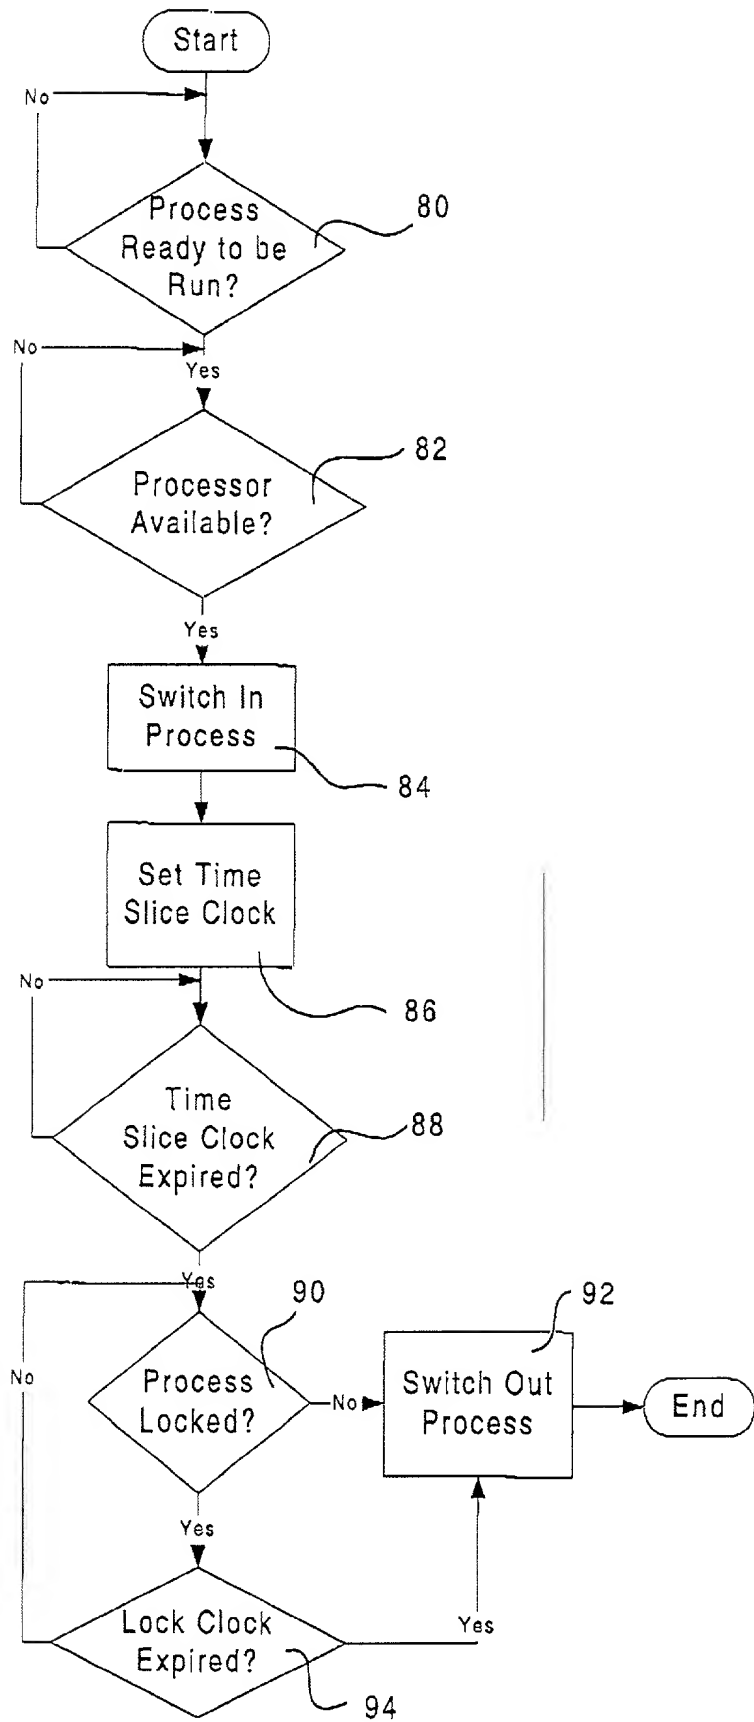 Start
No
Process
Ready to be
Run?
80
No
Yes
Processor
Available?
82
Yes
Switch In
Process
84
Set Time
Slice Clock
86
No
Time
Slice Clock
Expired?
88
Yes
90
92
No
Process
Locked?
No
Switch Out
Process
End
Yes
Lock Clock
Expired?
Yes
94